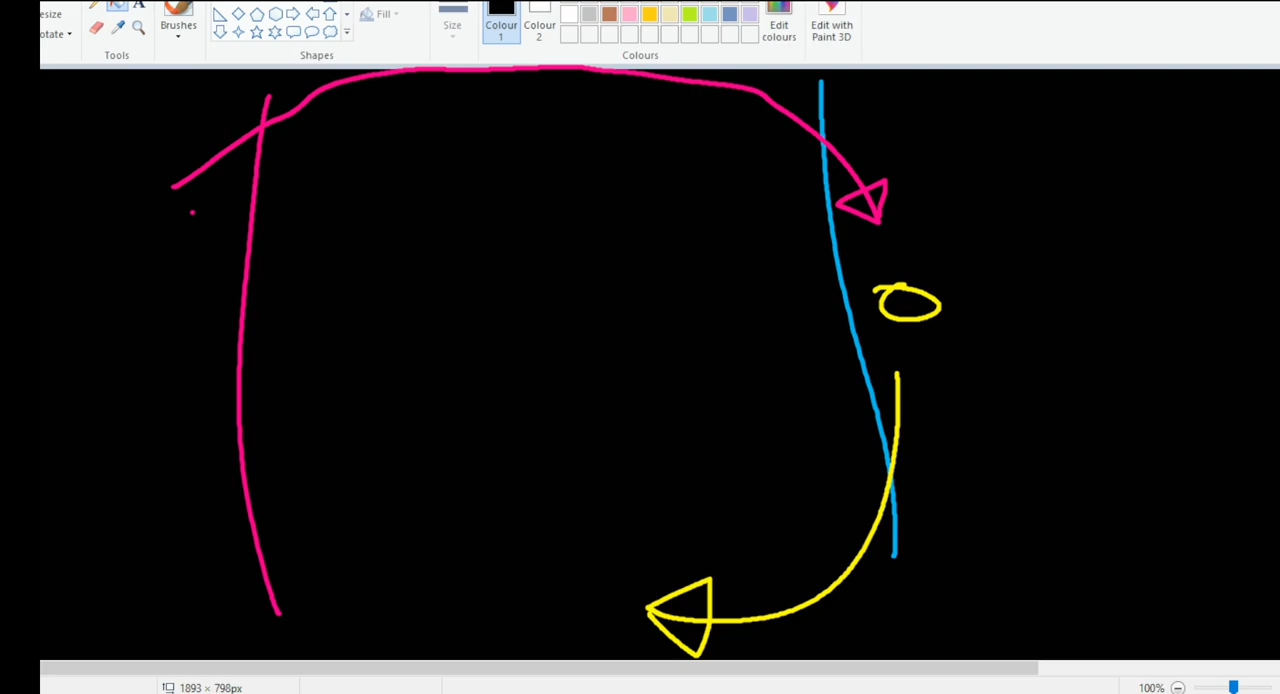 esize
otate
A
Brushes
Fill
Size
Colour
1
Colour
2
Edit
colours
Edit with
Paint 3D
Tools
Shapes
Colours
1893 × 798px
100%